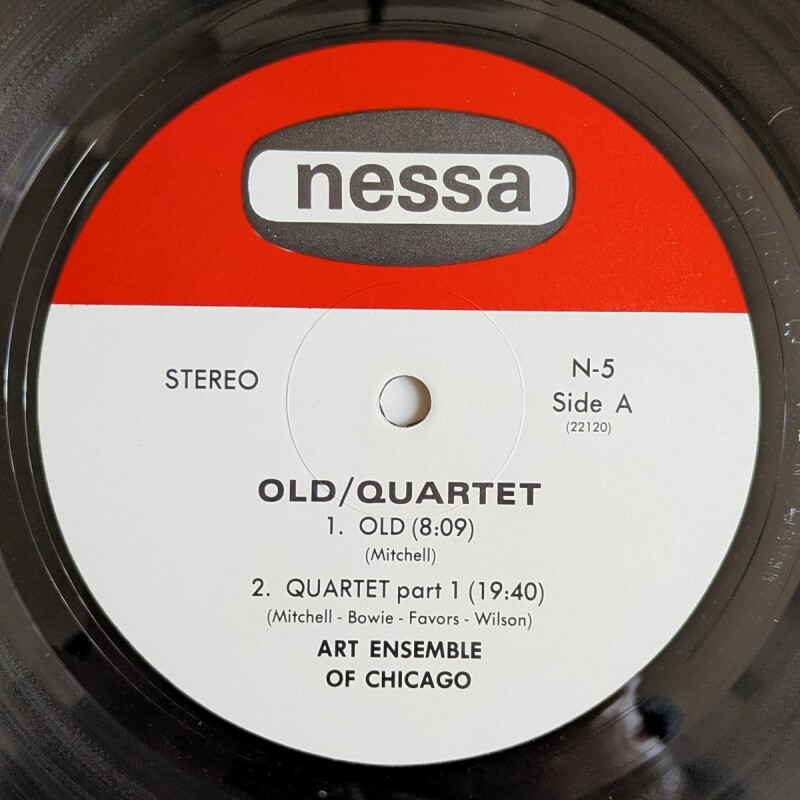 nessa
STEREO
N-5
Side A
(22120)
OLD/QUARTET
1. OLD (8:09)
(Mitchell)
2. QUARTET part 1 (19:40)
(Mitchell - Bowie - Favors - Wilson)
ART ENSEMBLE
OF CHICAGO